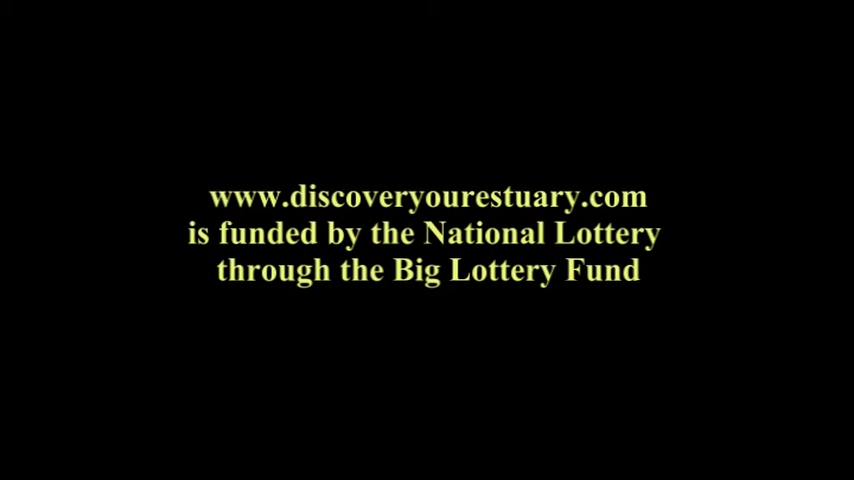 www.discoveryourestuary.com
is funded by the National Lottery
through the Big Lottery Fund